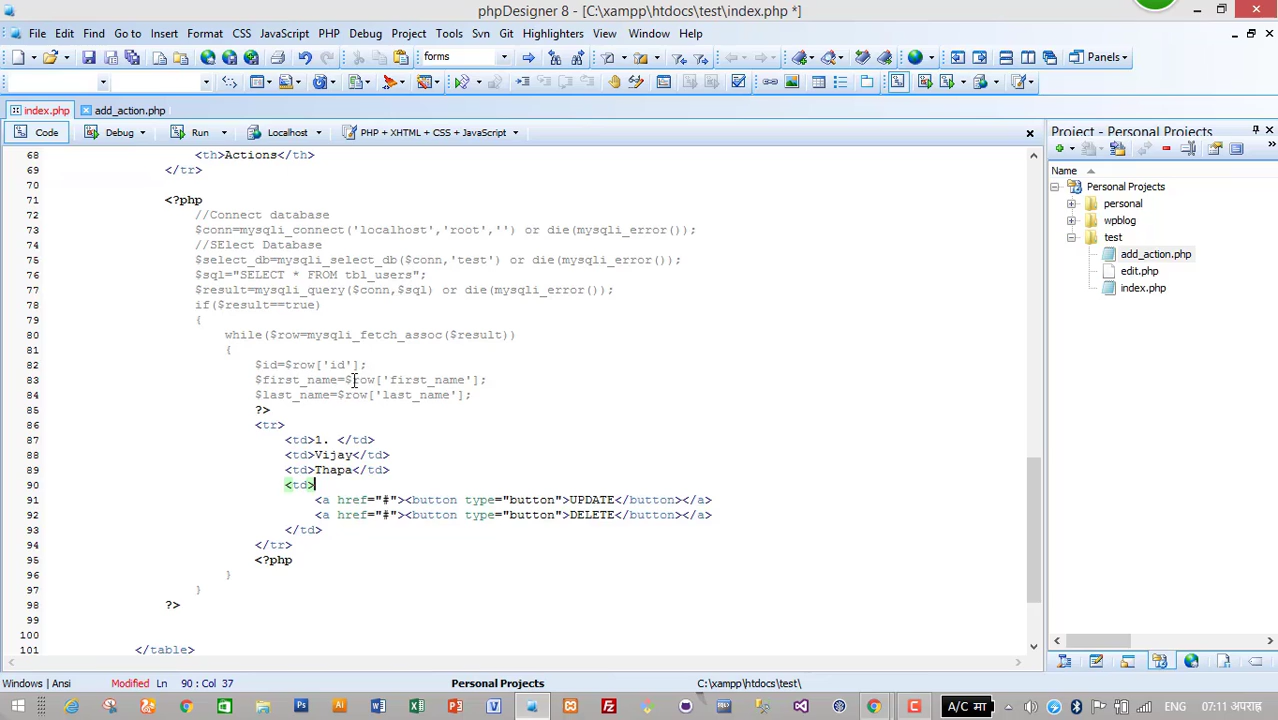 phpDesigner 8 - [C:\xampp\htdocs\test\index.php *]
File Edit Find Go to Insert Format CSS JavaScript PHP Debug Project Tools Svn Git Highlighters View Window Help
forms
Panels
index.php
add_action.php
Code Debug Run Localhost PHP + XHTML + CSS + JavaScript
68 <th>Actions</th>
69 </tr>
70
71 <?php
72 //Connect database
73 $conn=mysqli_connect('localhost','root','') or die(mysqli_error());
74 //SElect Database
75 $select_db=mysqli_select_db($conn,'test') or die(mysqli_error());
76 $sql="SELECT * FROM tbl_users";
77 $result=mysqli_query($conn,$sql) or die(mysqli_error());
78 if($result==true)
79 {
80 while($row=mysqli_fetch_assoc($result))
81 {
82 $id=$row['id'];
83 $first_name=$row['first_name'];
84 $last_name=$row['last_name'];
85 ?>
86 <tr>
87 <td>1. </td>
88 <td>Vijay</td>
89 <td>Thapa</td>
90 <td>
91 <a href="#"><button type="button">UPDATE</button></a>
92 <a href="#"><button type="button">DELETE</button></a>
93 </td>
94 </tr>
95 <?php
96 }
97 }
98 ?>
99
100
101 </table>
Project - Personal Projects
Name
Personal Projects
personal
wpblog
test
add_action.php
edit.php
index.php
Windows | Ansi Modified Ln 90 : Col 37 Personal Projects C:\xampp\htdocs\test\
A/C मा
ENG 07:11 अपराह्न